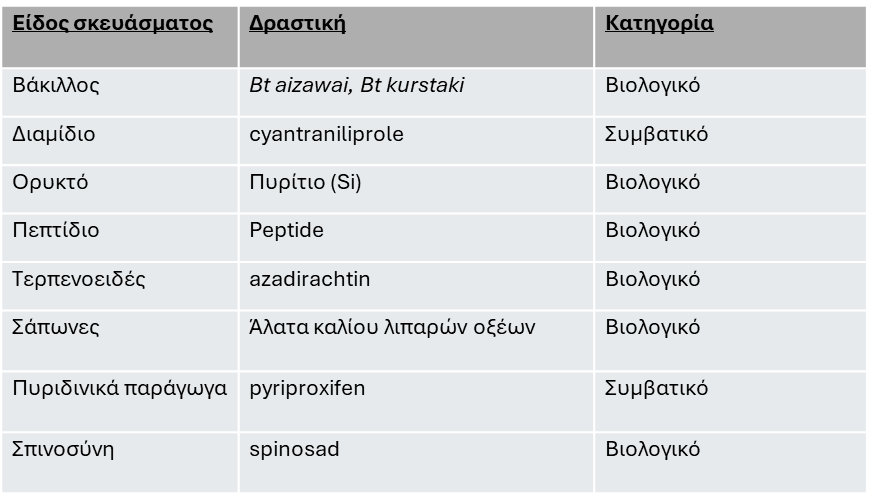 Είδος σκευάσματος Δραστική Κατηγορία
Βάκιλλος Bt aizawai, Bt kurstaki Βιολογικό
Διαμίδιο cyantraniliprole Συμβατικό
Ορυκτό Πυρίτιο (Si) Βιολογικό
Πεπτίδιο Peptide Βιολογικό
Τερπενοειδές azadirachtin Βιολογικό
Σάπωνες Άλατα καλίου λιπαρών οξέων Βιολογικό
Πυριδινικά παράγωγα pyriproxifen Συμβατικό
Σπινοσύνη spinosad Βιολογικό